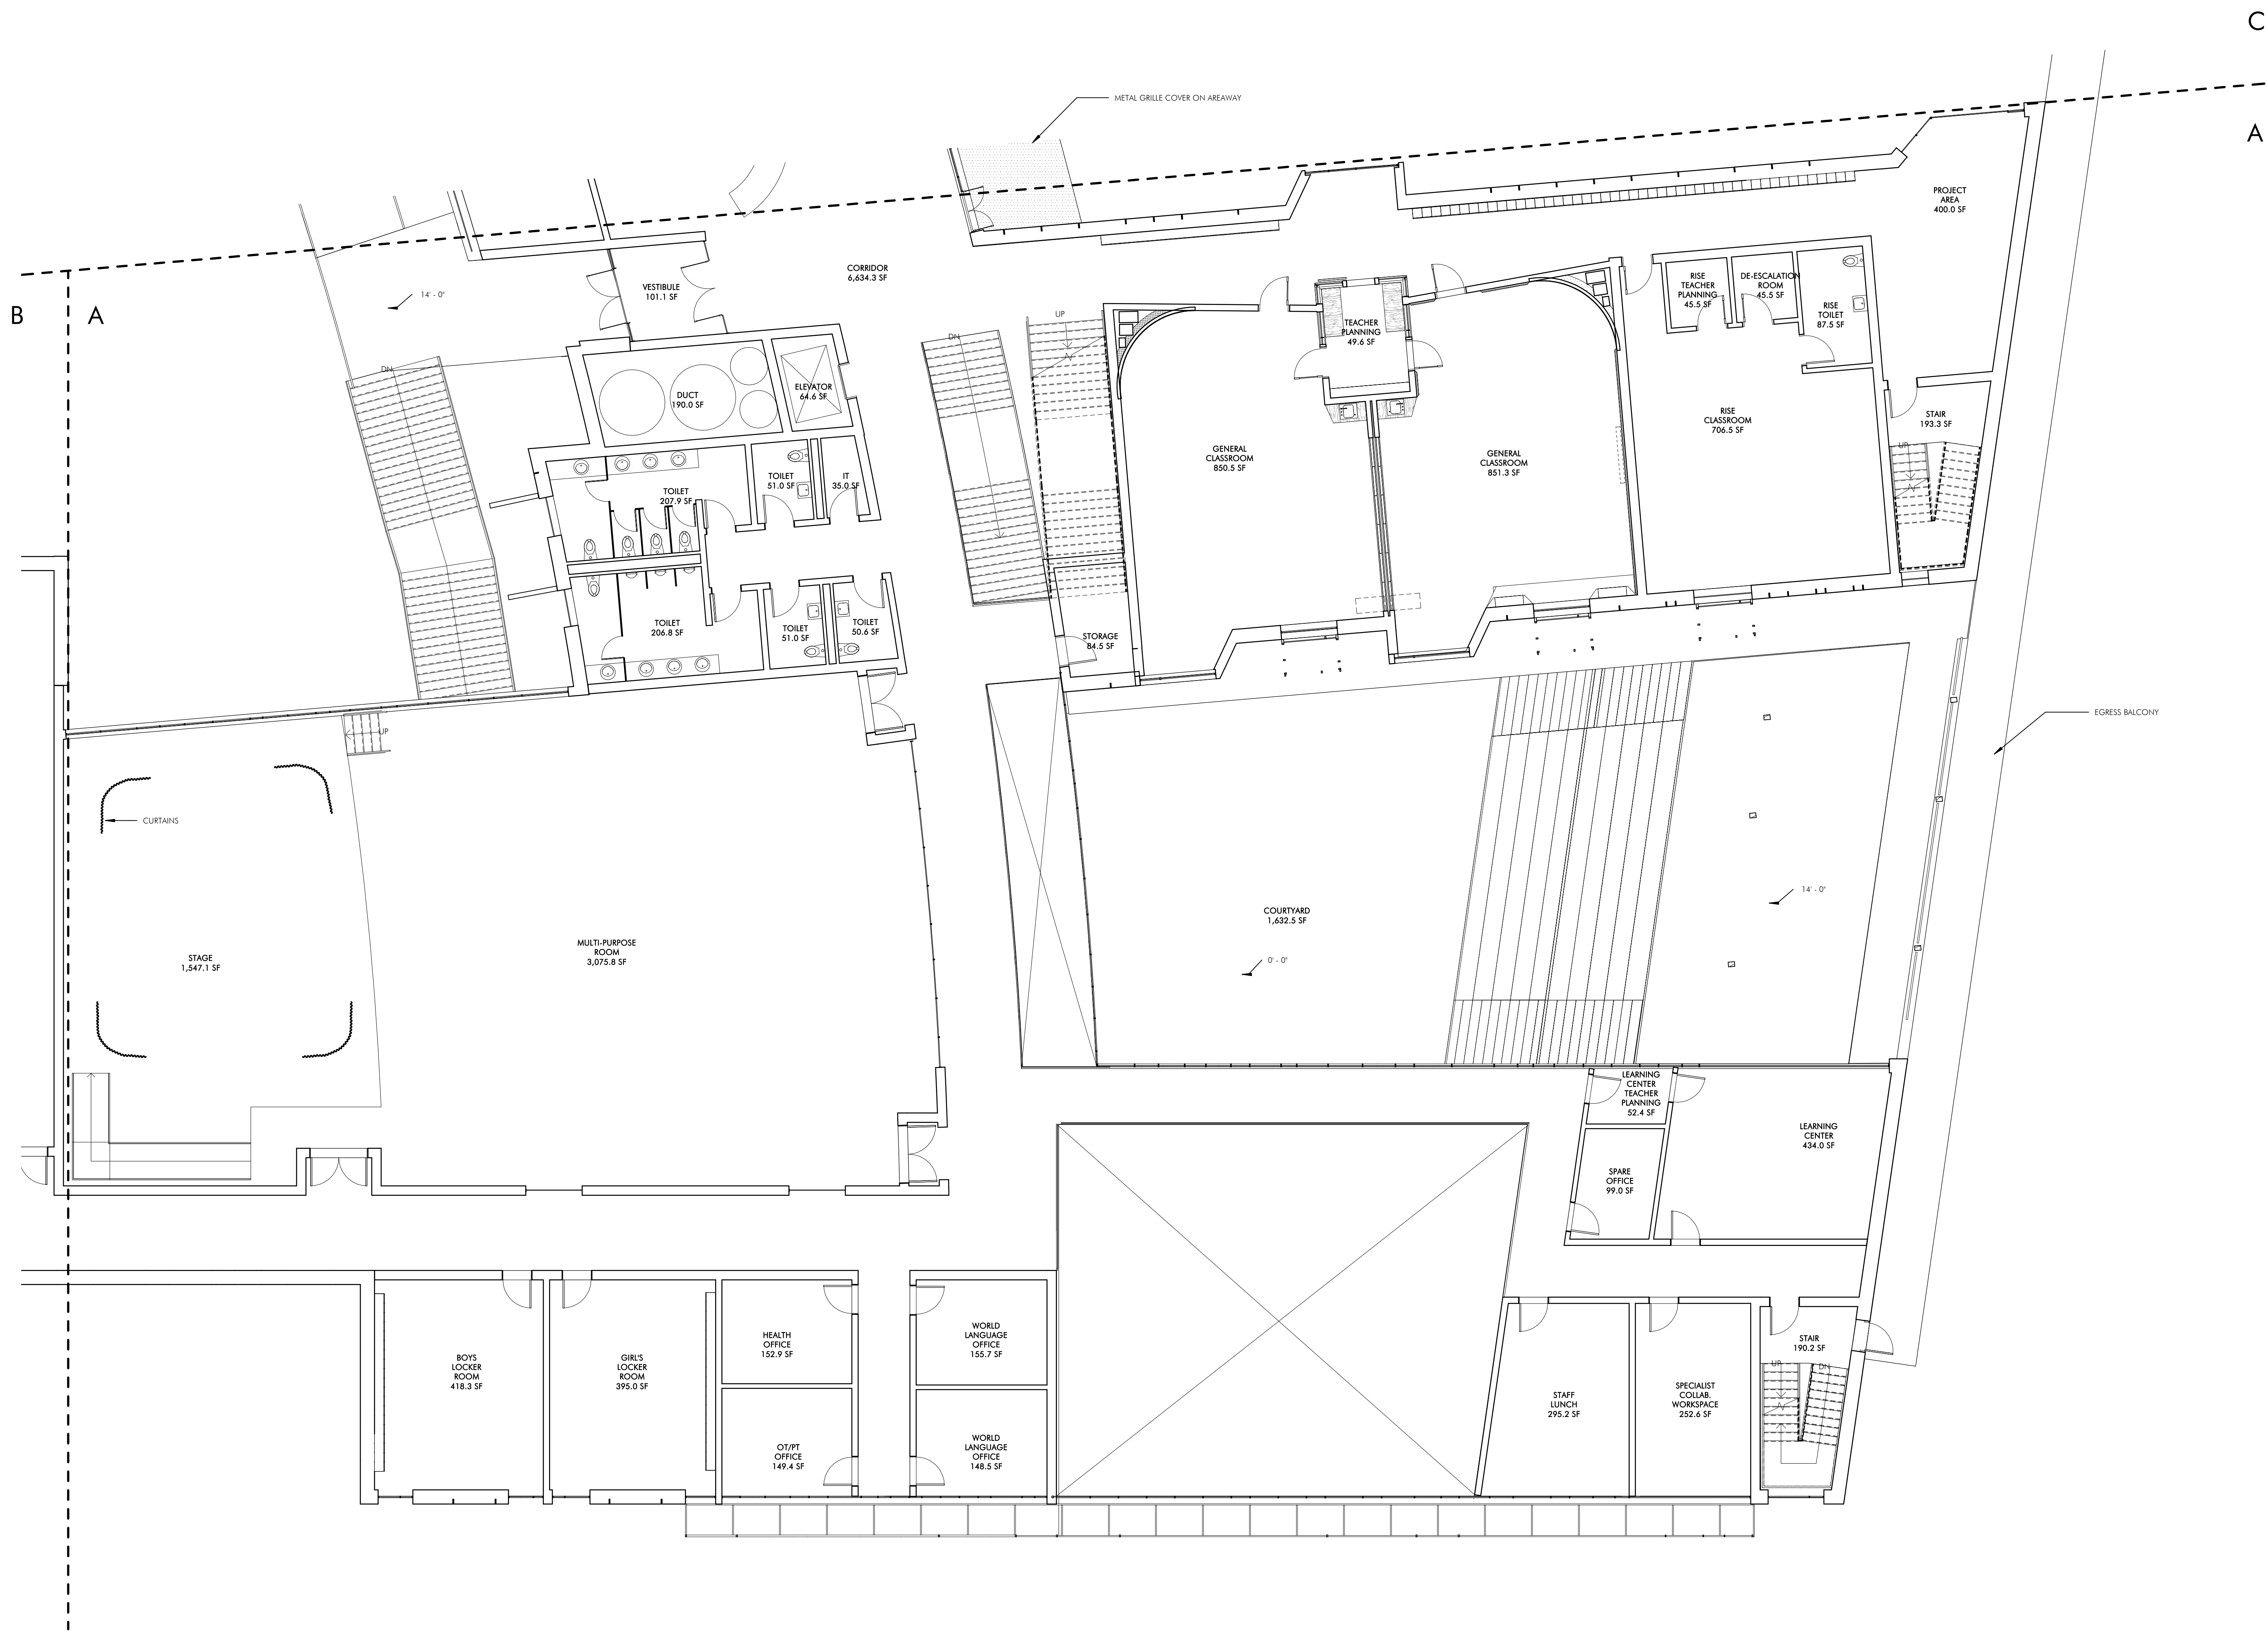 C
METAL GRILLE COVER ON AREAWAY
A
PROJECT
AREA
400.0 SF
B
A
14' - 0"
VESTIBULE
101.1 SF
CORRIDOR
6,634.3 SF
RISE
TEACHER
PLANNING
45.5 SF
DE-ESCALATION
ROOM
45.5 SF
RISE
TOILET
87.5 SF
UP
DN
TEACHER
PLANNING
49.6 SF
DN
DUCT
190.0 SF
ELEVATOR
64.6 SF
GENERAL
CLASSROOM
850.5 SF
GENERAL
CLASSROOM
851.3 SF
RISE
CLASSROOM
706.5 SF
STAIR
193.3 SF
UP
TOILET
207.9 SF
TOILET
51.0 SF
IT
35.0 SF
TOILET
206.8 SF
TOILET
51.0 SF
TOILET
50.6 SF
STORAGE
84.5 SF
UP
EGRESS BALCONY
CURTAINS
14' - 0"
COURTYARD
1,632.5 SF
0' - 0"
STAGE
1,547.1 SF
MULTI-PURPOSE
ROOM
3,075.8 SF
LEARNING
CENTER
TEACHER
PLANNING
52.4 SF
LEARNING
CENTER
434.0 SF
SPARE
OFFICE
99.0 SF
BOYS
LOCKER
ROOM
418.3 SF
GIRL'S
LOCKER
ROOM
395.0 SF
HEALTH
OFFICE
152.9 SF
WORLD
LANGUAGE
OFFICE
155.7 SF
STAIR
190.2 SF
UP
DN
OT/PT
OFFICE
149.4 SF
WORLD
LANGUAGE
OFFICE
148.5 SF
STAFF
LUNCH
295.2 SF
SPECIALIST
COLLAB.
WORKSPACE
252.6 SF